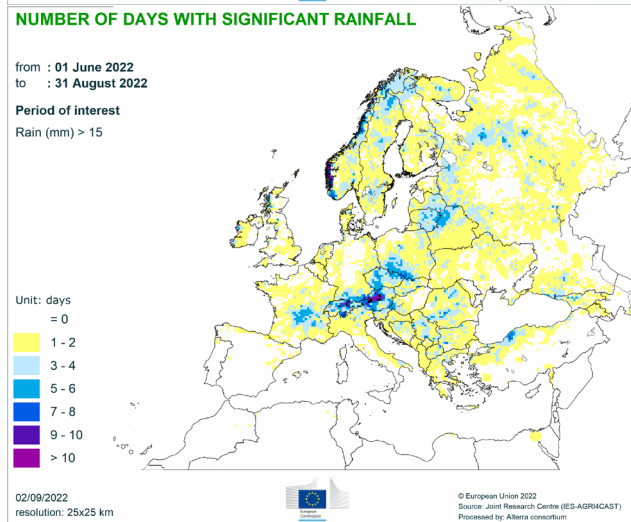 NUMBER OF DAYS WITH SIGNIFICANT RAINFALL
from : 01 June 2022
to : 31 August 2022
Period of interest
Rain (mm) > 15
Unit: days
= 0
1 - 2
3 - 4
5 - 6
7 - 8
9 - 10
> 10
02/09/2022
resolution: 25x25 km
European
Commission
© European Union 2022
Source: Joint Research Centre (IES-AGRI4CAST)
Processed by: Alterra consortium